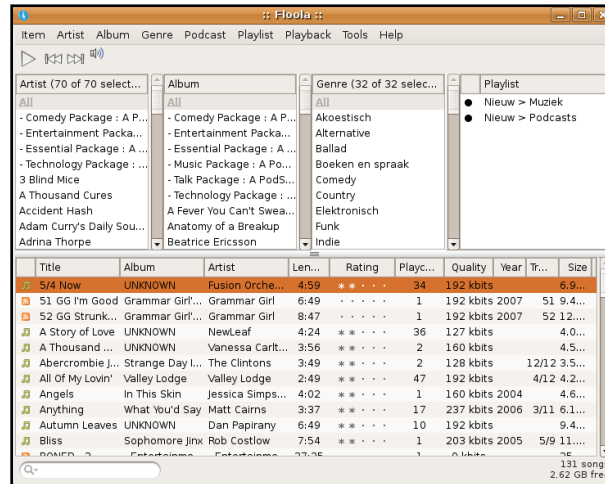 :: Floola ::
Item Artist Album Genre Podcast Playlist Playback Tools Help
Artist (70 of 70 select...
All
- Comedy Package : A P...
- Entertainment Packa...
- Essential Package : A ...
- Technology Package : ...
3 Blind Mice
A Thousand Cures
Accident Hash
Adam Curry's Daily Sou...
Adrina Thorpe
Album
All
- Comedy Package : A P...
- Entertainment Packa...
- Essential Package : A ...
- Music Package : A Po...
- Talk Package : A PodS...
- Technology Package : ...
A Fever You Can't Swea...
Anatomy of a Breakup
Beatrice Ericsson
Genre (32 of 32 selec...
All
Akoestisch
Alternative
Ballad
Boeken en spraak
Comedy
Country
Elektronisch
Funk
Indie
Playlist
Nieuw > Muziek
Nieuw > Podcasts
Title Album Artist Len... Rating Playc... Quality Year Tr... Size
5/4 Now UNKNOWN Fusion Orche... 4:59 34 192 kbits 6.9...
51 GG I'm Good Grammar Girl'... Grammar Girl 6:49 1 192 kbits 2007 51 9.4...
52 GG Strunk... Grammar Girl'... Grammar Girl 8:47 1 192 kbits 2007 52 12....
A Story of Love UNKNOWN NewLeaf 4:24 36 127 kbits 4.0...
A Thousand ... UNKNOWN Vanessa Carlt... 3:56 2 160 kbits 4.5...
Abercrombie J... Strange Day I... The Clintons 3:49 2 128 kbits 12/12 3.5...
All Of My Lovin' Valley Lodge Valley Lodge 2:49 47 192 kbits 4/12 4.2...
Angels In This Skin Jessica Simps... 4:02 1 160 kbits 2004 4.6...
Anything What You'd Say Matt Cairns 3:37 17 237 kbits 2006 3/11 6.1...
Autumn Leaves UNKNOWN Dan Papirany 6:49 10 192 kbits 9.4...
Bliss Sophomore Jinx Rob Costlow 7:54 1 203 kbits 2005 5/9 11....
131 song
2.62 GB fre